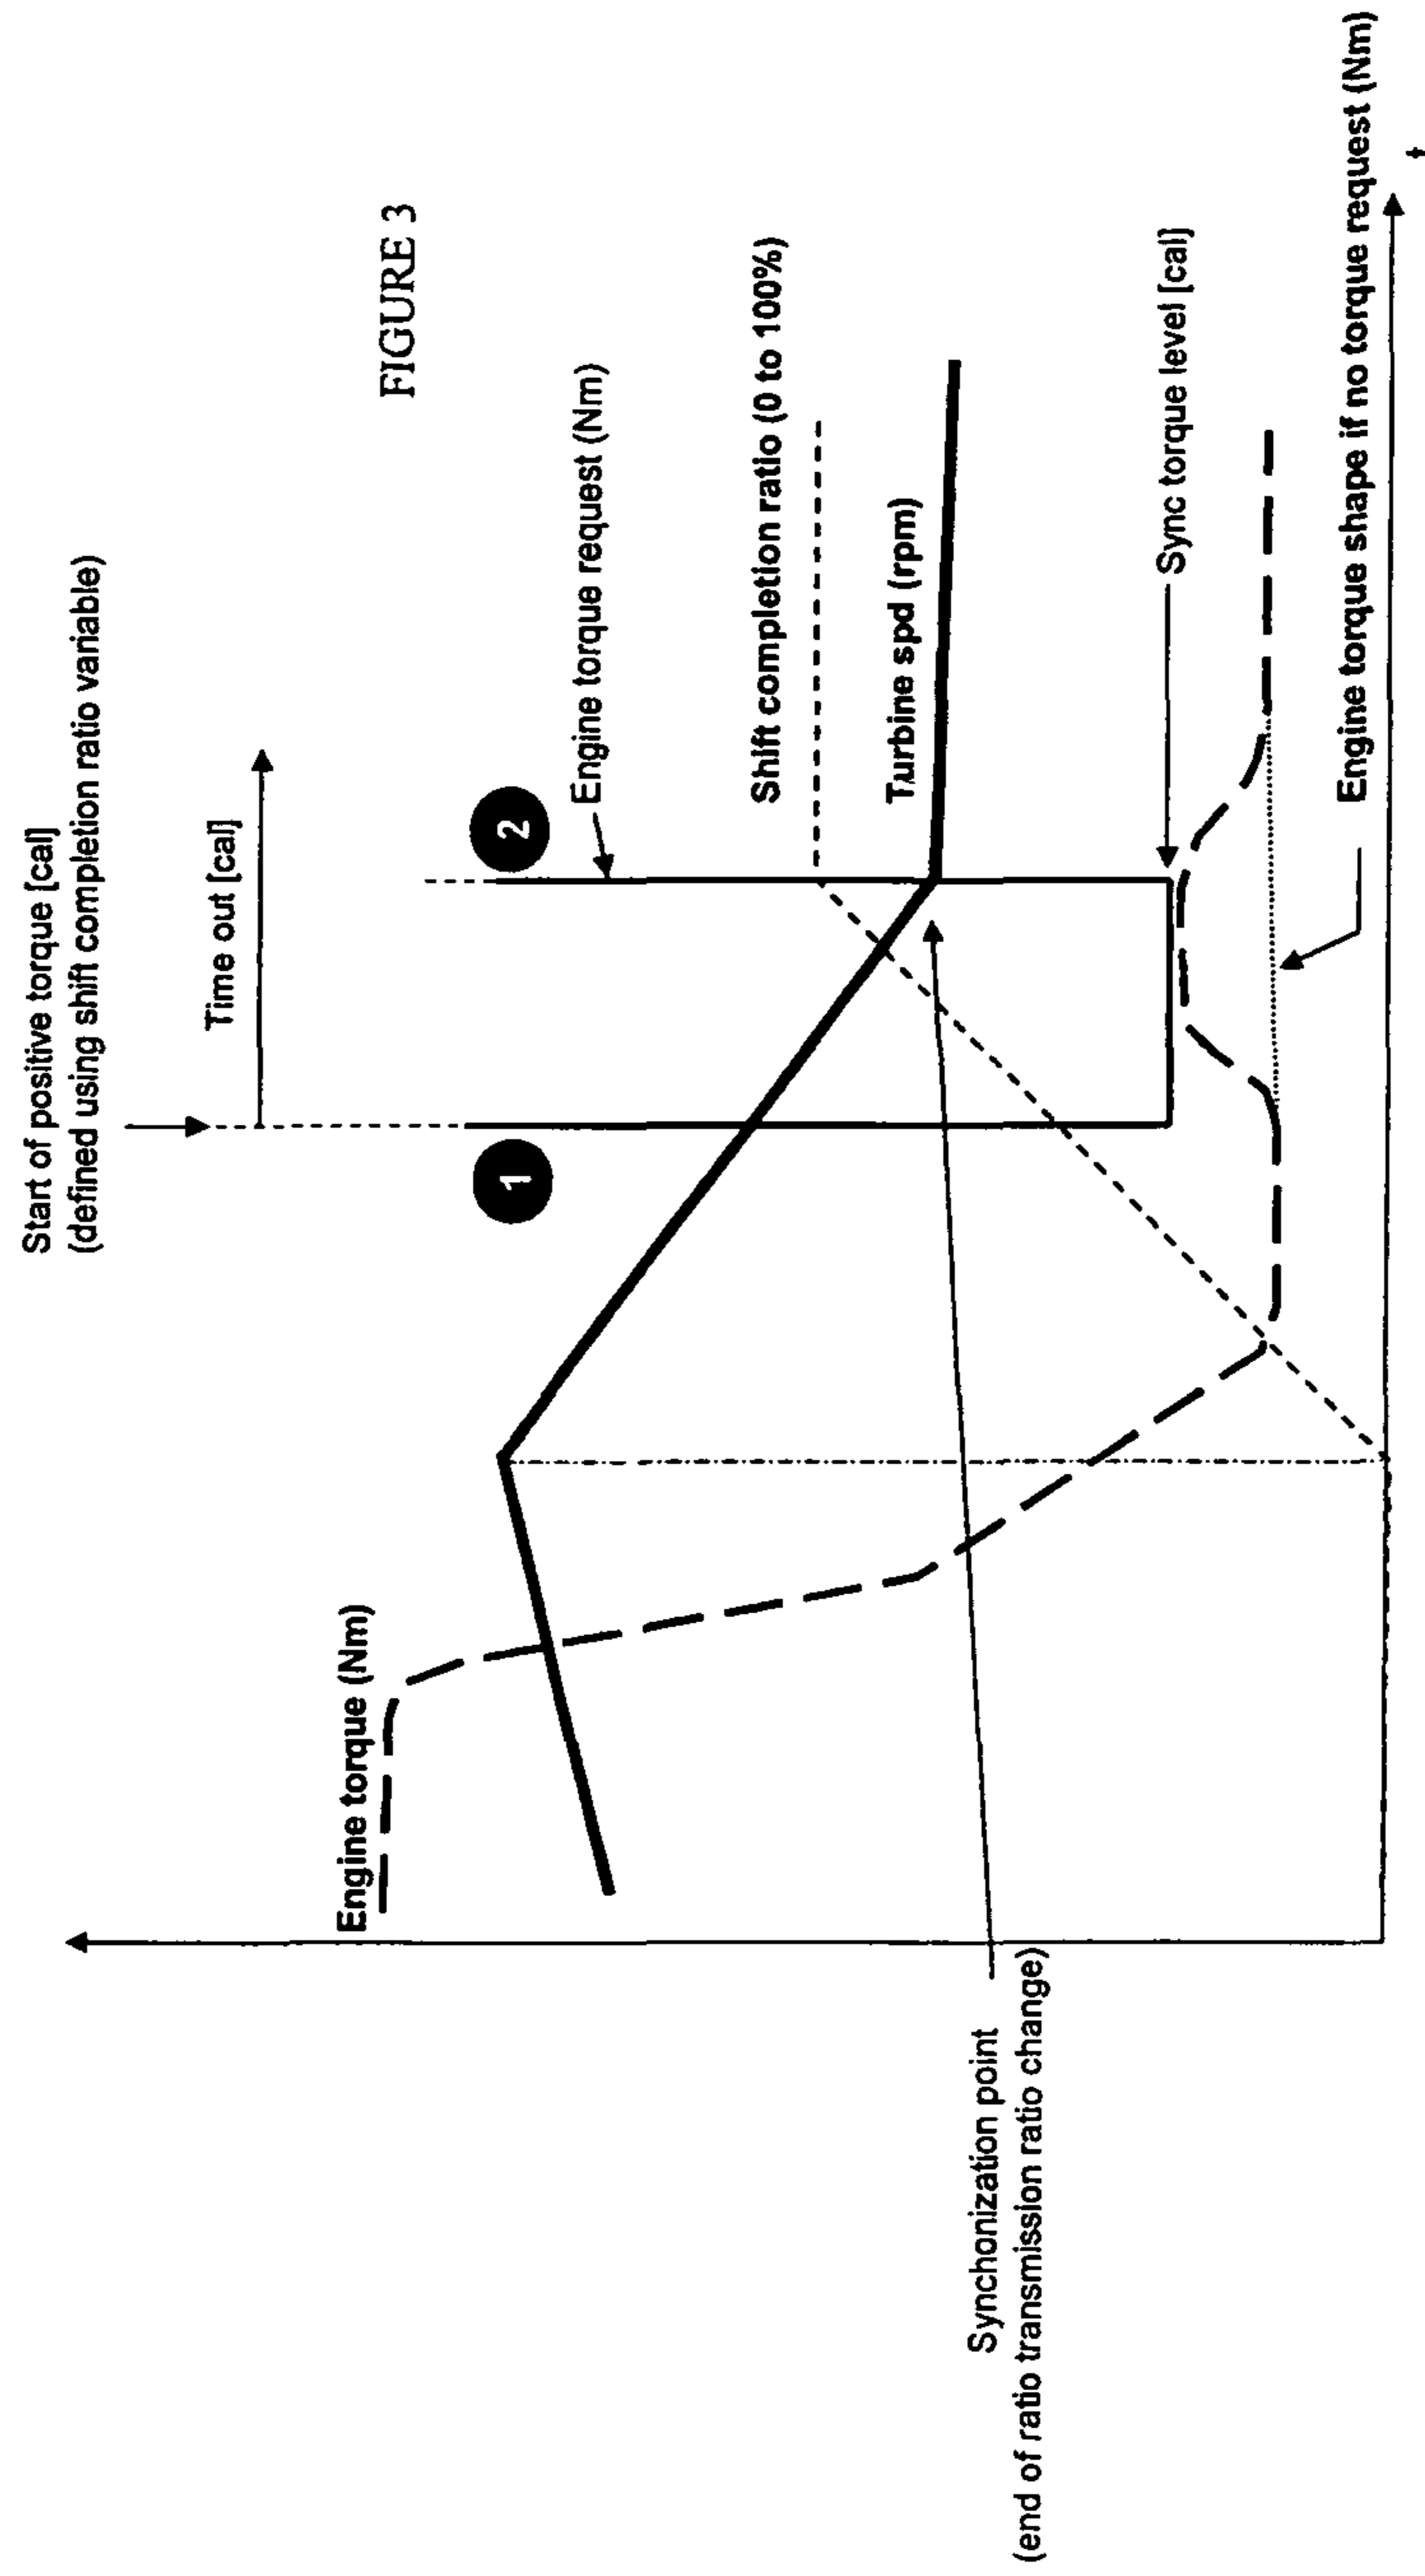 Start of positive torque [cal]
(defined using shift completion ratio variable)
Time out [cal]
FIGURE 3
Engine torque (Nm)
1
2
Engine torque request (Nm)
Shift completion ratio (0 to 100%)
Turbine spd (rpm)
Synchonization point
(end of ratio transmission ratio change)
Sync torque level [cal]
Engine torque shape if no torque request (Nm)
t